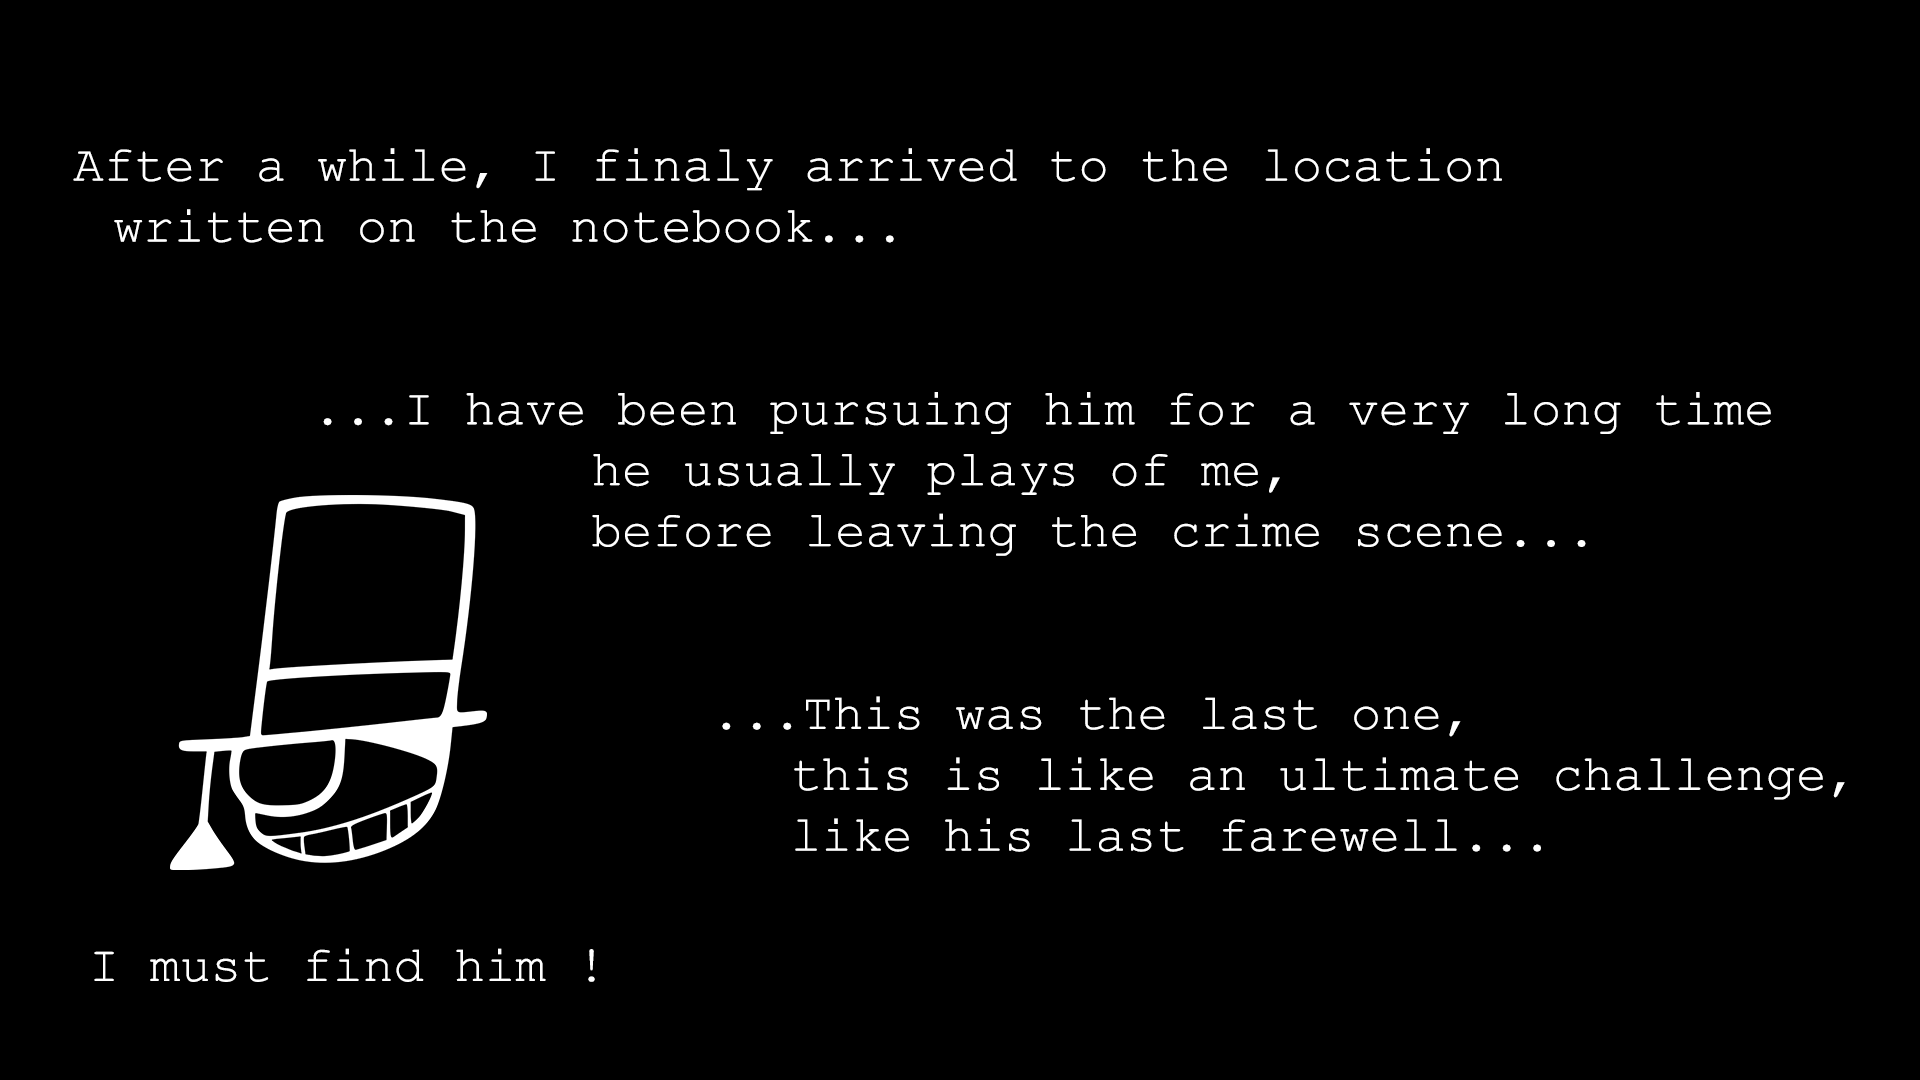 After a while, I finaly arrived to the location
written on the notebook...
...I have been pursuing him for a very long time
he usually plays of me,
before leaving the crime scene...
...This was the last one,
this is like an ultimate challenge,
like his last farewell...
I must find him !